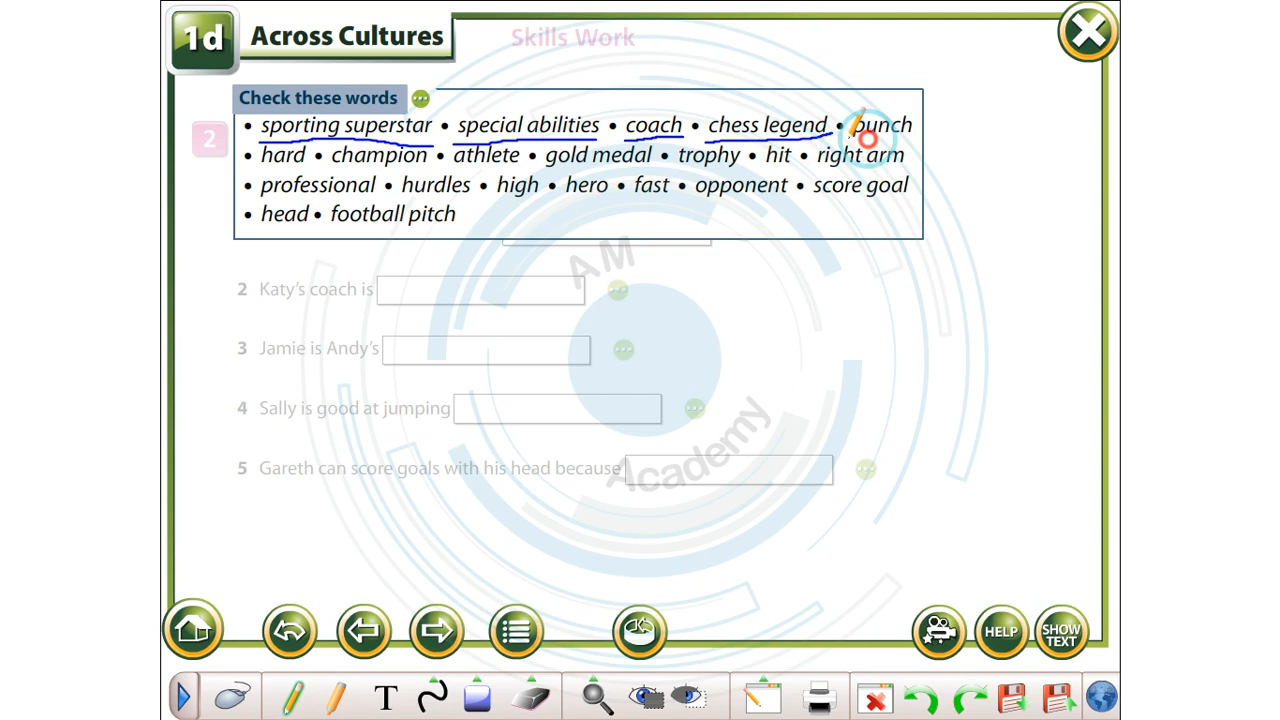 1d Across Cultures
Skills Work
Check these words
2
• sporting superstar • special abilities • coach • chess legend • punch
• hard • champion • athlete • gold medal • trophy • hit • right arm
• professional • hurdles • high • hero • fast • opponent • score goal
• head • football pitch
AM
2 Katy's coach is
3 Jamie is Andy's
4 Sally is good at jumping
Academy
5 Gareth can score goals with his head because
HELP
SHOW
TEXT
T